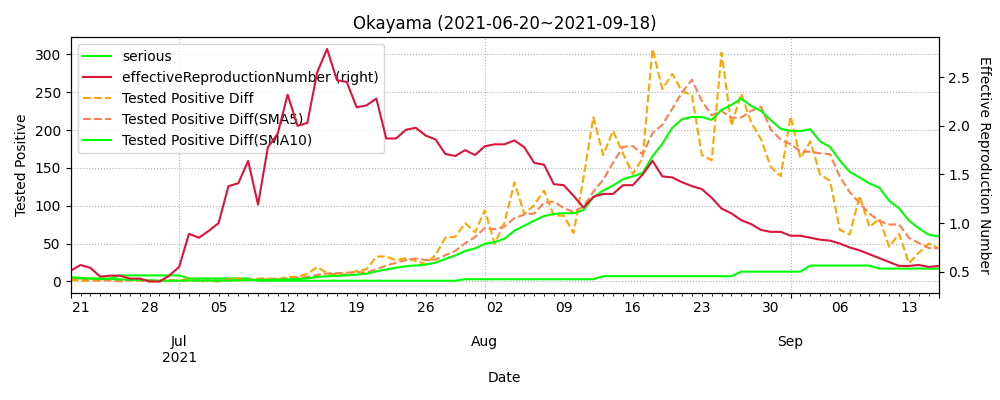 Okayama (2021-06-20~2021-09-18)
serious
effectiveReproductionNumber (right)
Tested Positive Diff
Tested Positive Diff(SMA5)
Tested Positive Diff(SMA10)
Tested Positive
300
250
200
150
100
50
0
2.5
2.0
1.5
1.0
0.5
Effective Reproduction Number
21 28 05 12 19 26 02 09 16 23 30 06 13
Jul Aug Sep
2021
Date